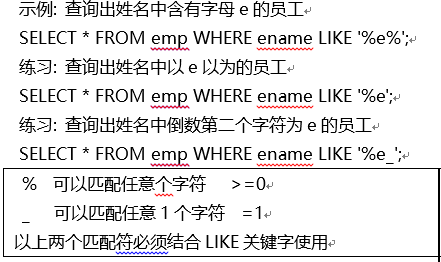 示例: 查询出姓名中含有字母 e 的员工
SELECT * FROM emp WHERE ename LIKE '%e%';
练习: 查询出姓名中以 e 以为的员工
SELECT * FROM emp WHERE ename LIKE '%e';
练习: 查询出姓名中倒数第二个字符为 e 的员工
SELECT * FROM emp WHERE ename LIKE '%e_';
% 可以匹配任意个字符 >=0
_ 可以匹配任意 1 个字符 =1
以上两个匹配符必须结合 LIKE 关键字使用